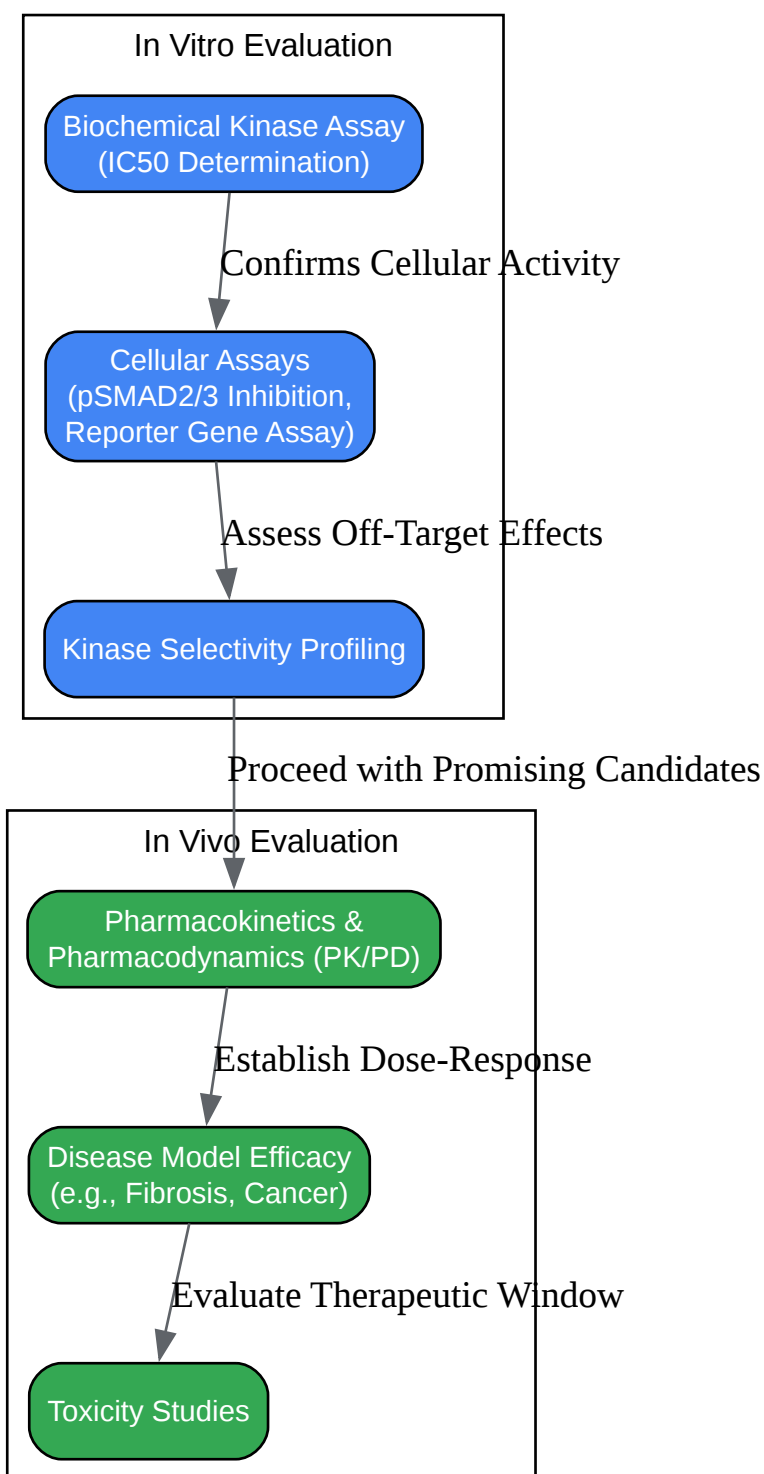 In Vitro Evaluation
Biochemical Kinase Assay
(IC50 Determination)
Confirms Cellular Activity
Cellular Assays
(pSMAD2/3 Inhibition,
Reporter Gene Assay)
Assess Off-Target Effects
Kinase Selectivity Profiling
Proceed with Promising Candidates
In Vivo Evaluation
Pharmacokinetics &
Pharmacodynamics (PK/PD)
Establish Dose-Response
Disease Model Efficacy
(e.g., Fibrosis, Cancer)
Evaluate Therapeutic Window
Toxicity Studies